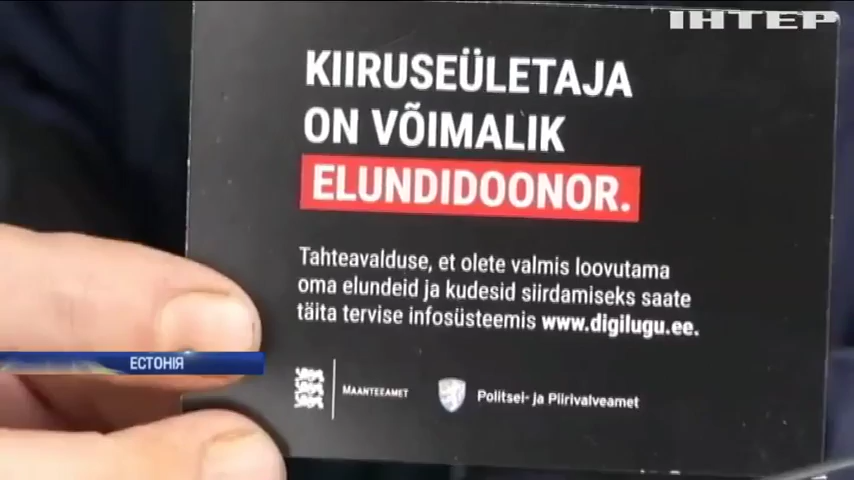 ІНТЕР
KIIRUSEÜLETAJA
ON VÕIMALIK
ELUNDIDOONOR.
Tahteavalduse, et olete valmis loovutama
oma elundeid ja kudesid siirdamiseks saate
täita tervise infosüsteemis www.digilugu.ee.
ЕСТОНІЯ
MAANTEEAMET
Politsei- ja Piirivalveamet